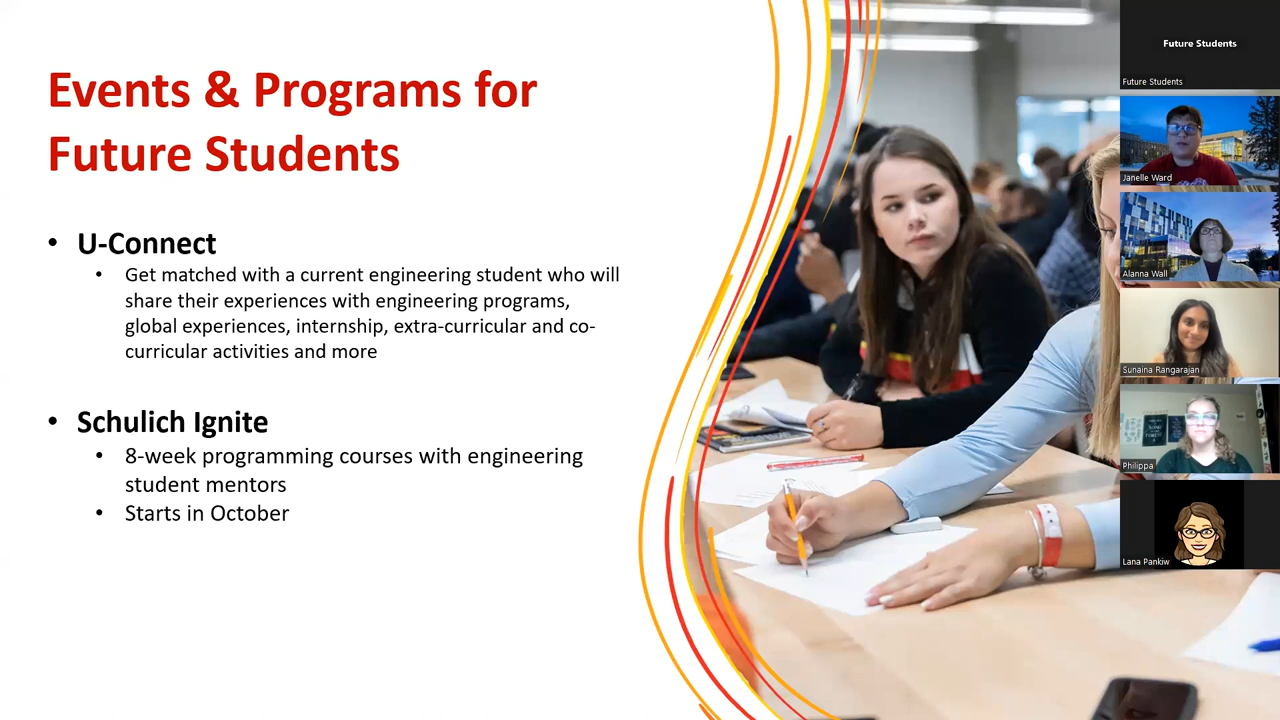 Events & Programs for
Future Students
• U-Connect
• Get matched with a current engineering student who will
share their experiences with engineering programs,
global experiences, internship, extra-curricular and co-
curricular activities and more
• Schulich Ignite
• 8-week programming courses with engineering
student mentors
• Starts in October
Future Students
Future Students
Janelle Ward
Alanna Wall
Sunaina Rangarajan
Philippa
Lana Pankiw